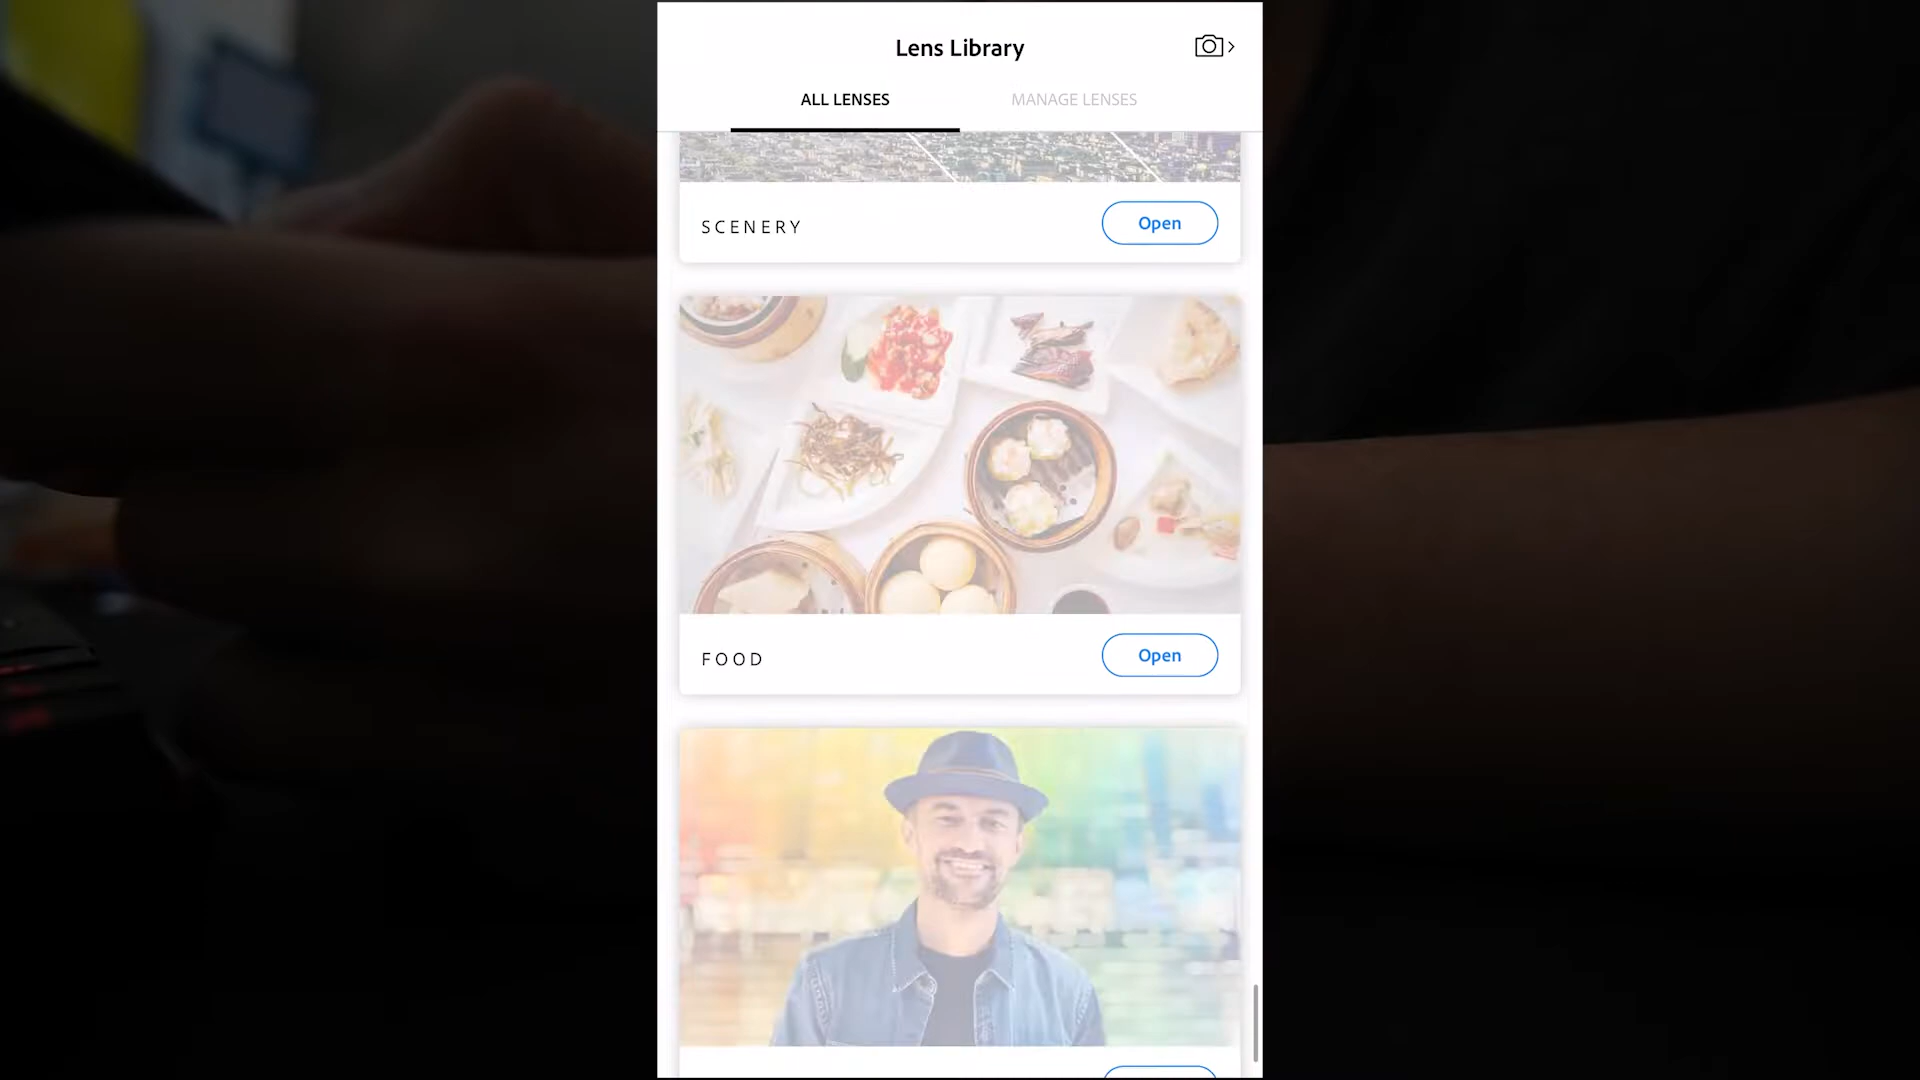 Lens Library
ALL LENSES
MANAGE LENSES
SCENERY
Open
FOOD
Open